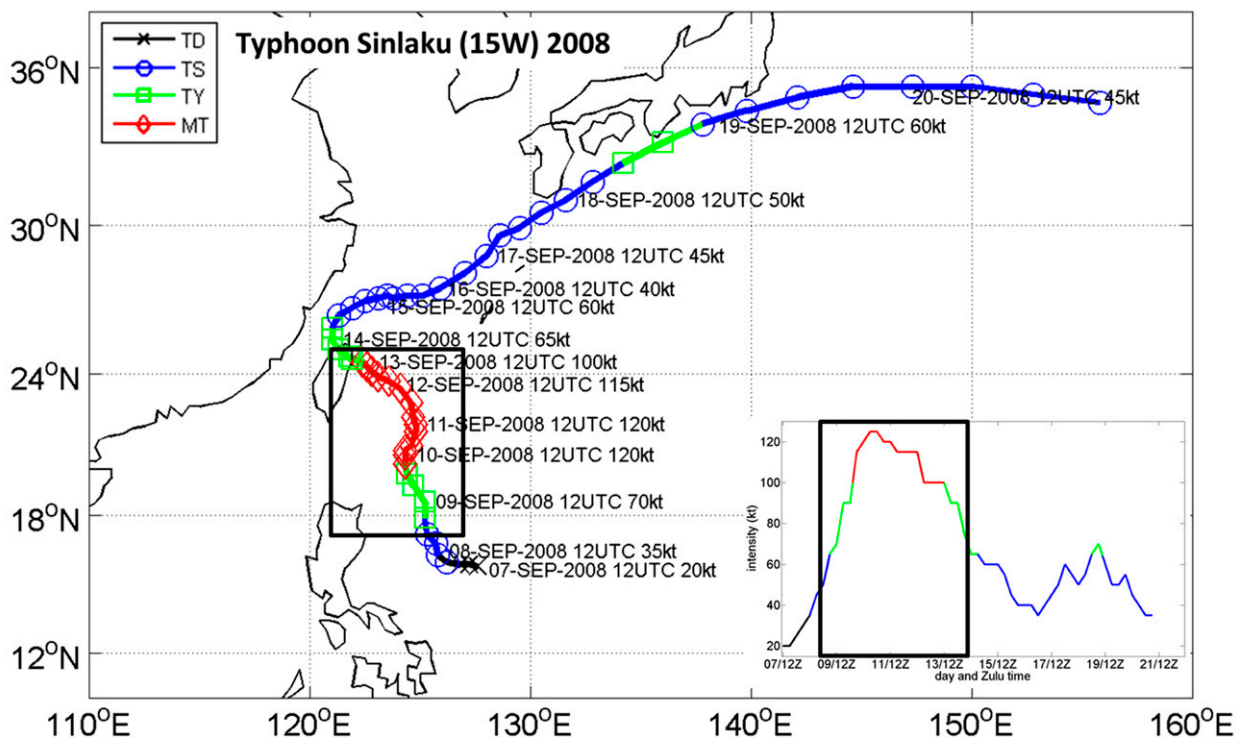 Typhoon Sinlaku (15W) 2008
TD
TS
TY
MT
36°N
30°N
24°N
18°N
12°N
20-SEP-2008 12UTC 45kt
19-SEP-2008 12UTC 60kt
18-SEP-2008 12UTC 50kt
17-SEP-2008 12UTC 45kt
16-SEP-2008 12UTC 40kt
15-SEP-2008 12UTC 60kt
14-SEP-2008 12UTC 65kt
13-SEP-2008 12UTC 100kt
12-SEP-2008 12UTC 115kt
11-SEP-2008 12UTC 120kt
10-SEP-2008 12UTC 120kt
09-SEP-2008 12UTC 70kt
08-SEP-2008 12UTC 35kt
07-SEP-2008 12UTC 20kt
intensity (kt)
120
100
80
60
40
20
07/12Z 09/12Z 11/12Z 13/12Z 15/12Z 17/12Z 19/12Z 21/12Z
day and Zulu time
110°E 120°E 130°E 140°E 150°E 160°E